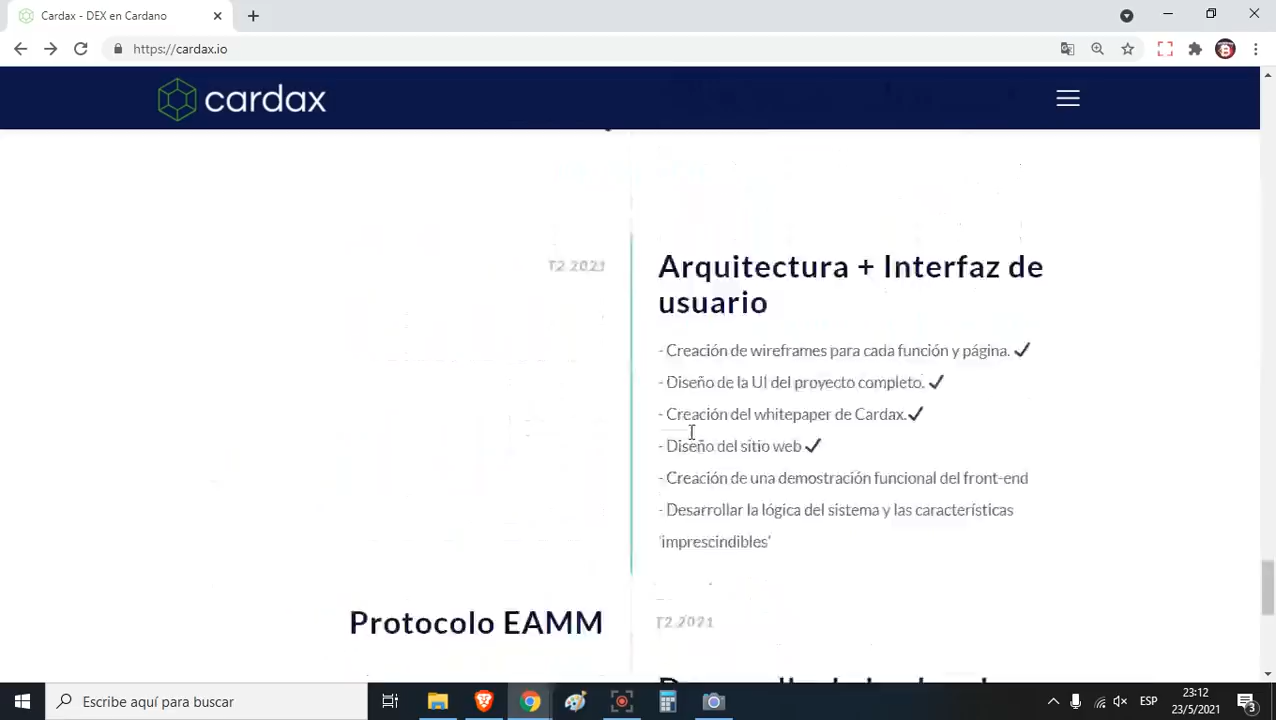 Cardax - DEX en Cardano
https://cardax.io
cardax
T2 2021
Arquitectura + Interfaz de
usuario
- Creación de wireframes para cada función y página. ✔
- Diseño de la UI del proyecto completo. ✔
- Creación del whitepaper de Cardax.✔
- Diseño del sitio web ✔
- Creación de una demostración funcional del front-end
- Desarrollar la lógica del sistema y las características
'imprescindibles'
Protocolo EAMM
T2 2021
Escribe aquí para buscar
ESP
23:12
23/5/2021
3